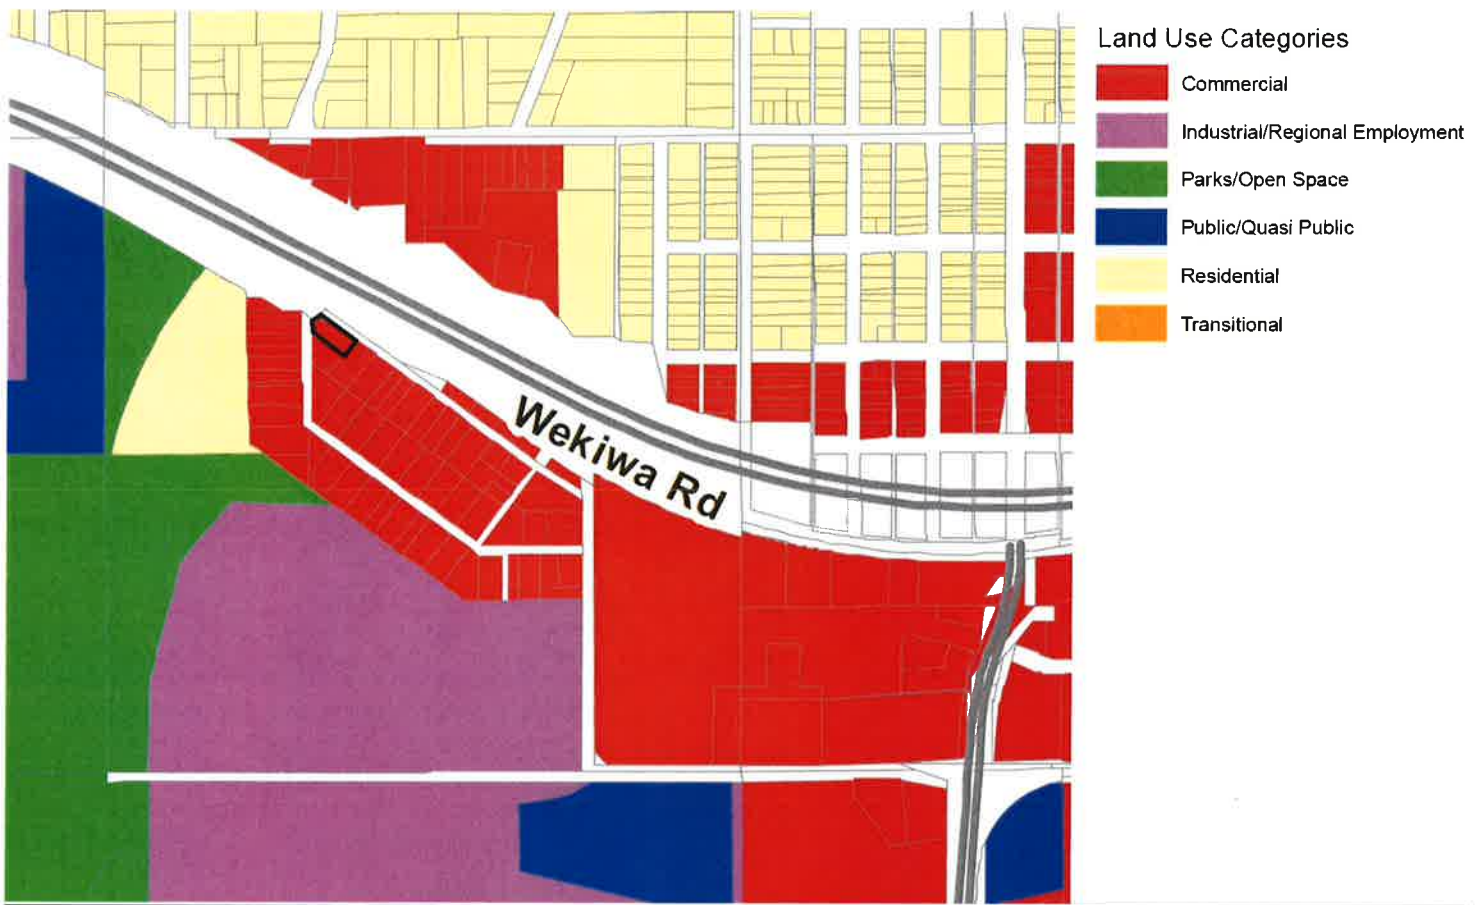 Land Use Categories
Commercial
Industrial/Regional Employment
Parks/Open Space
Public/Quasi Public
Residential
Transitional
Wekiwa Rd